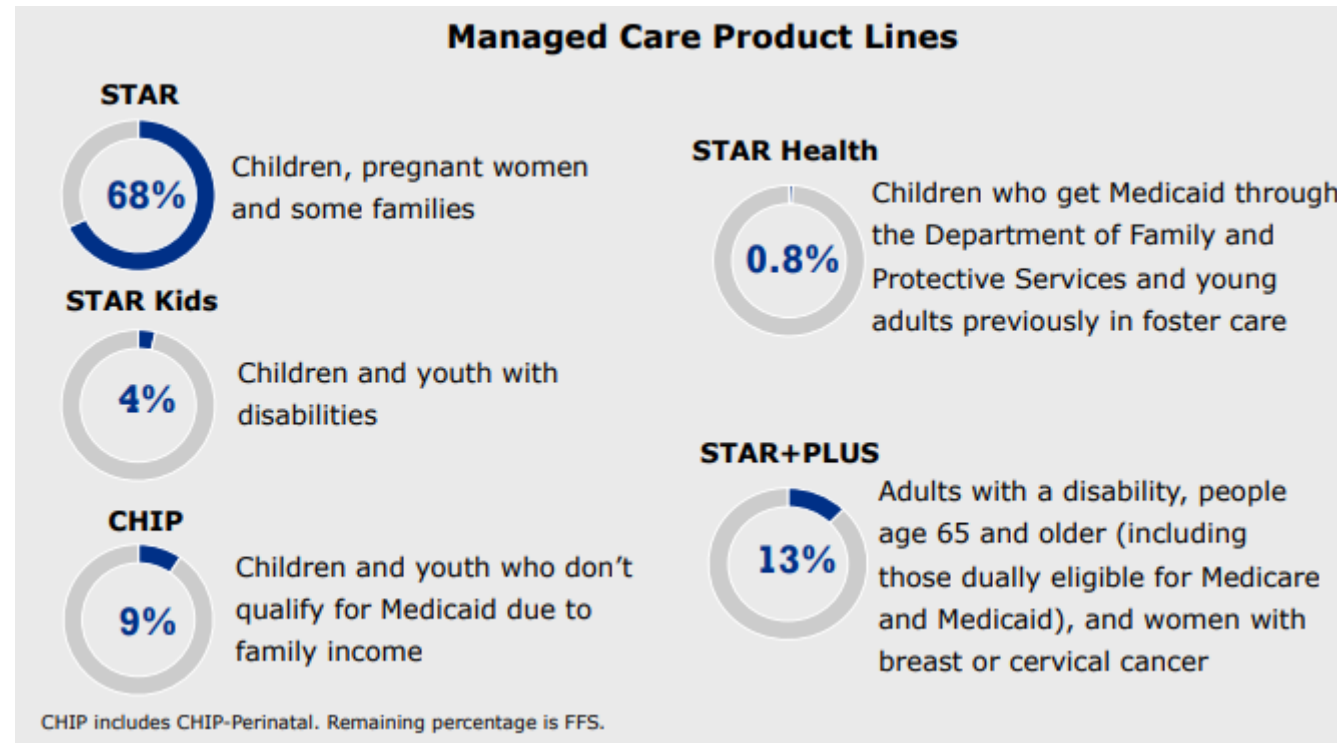 Managed Care Product Lines
STAR
68%
Children, pregnant women
and some families
STAR Kids
4%
Children and youth with
disabilities
CHIP
9%
Children and youth who don’t
qualify for Medicaid due to
family income
STAR Health
0.8%
Children who get Medicaid through
the Department of Family and
Protective Services and young
adults previously in foster care
STAR+PLUS
13%
Adults with a disability, people
age 65 and older (including
those dually eligible for Medicare
and Medicaid), and women with
breast or cervical cancer
CHIP includes CHIP-Perinatal. Remaining percentage is FFS.